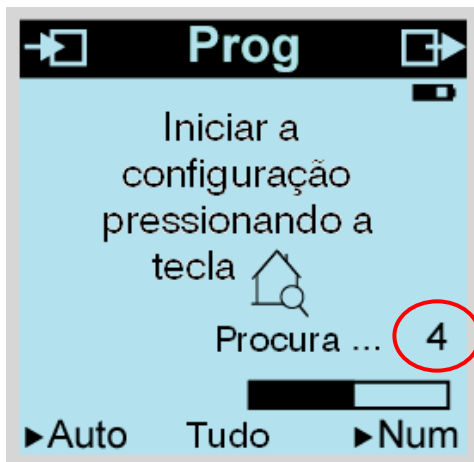 Prog
Iniciar a
configuração
pressionando a
tecla
Procura ... 4
▸Auto Tudo ▸Num